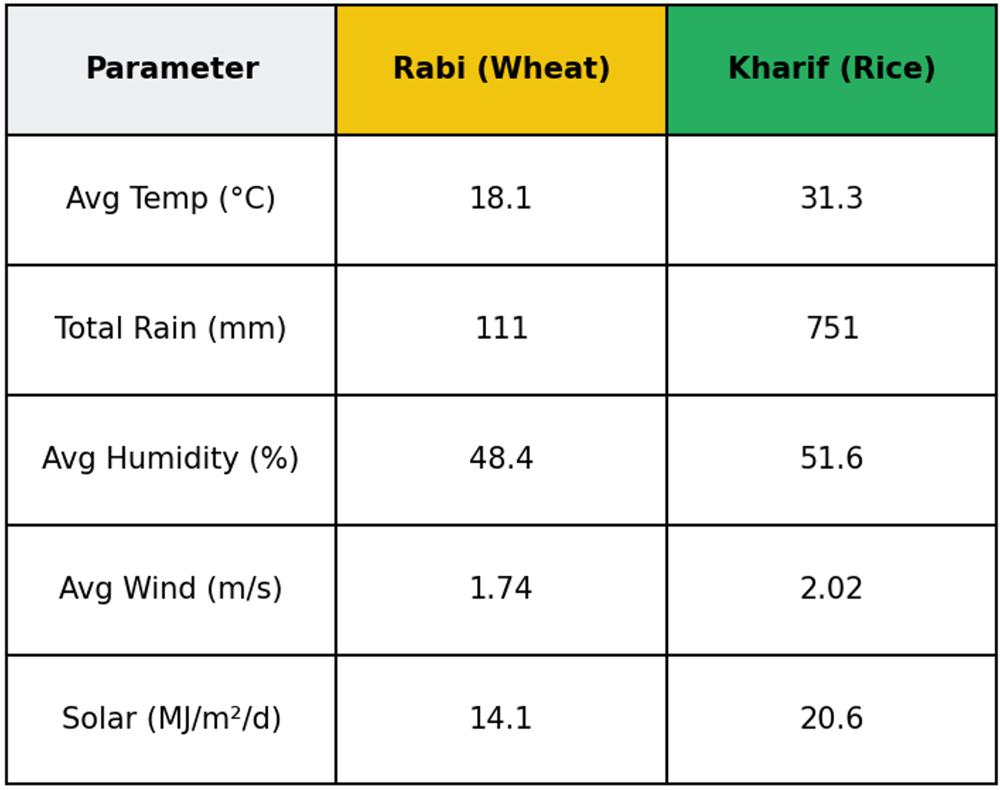 Parameter Rabi (Wheat) Kharif (Rice)
Avg Temp (°C) 18.1 31.3
Total Rain (mm) 111 751
Avg Humidity (%) 48.4 51.6
Avg Wind (m/s) 1.74 2.02
Solar (MJ/m²/d) 14.1 20.6